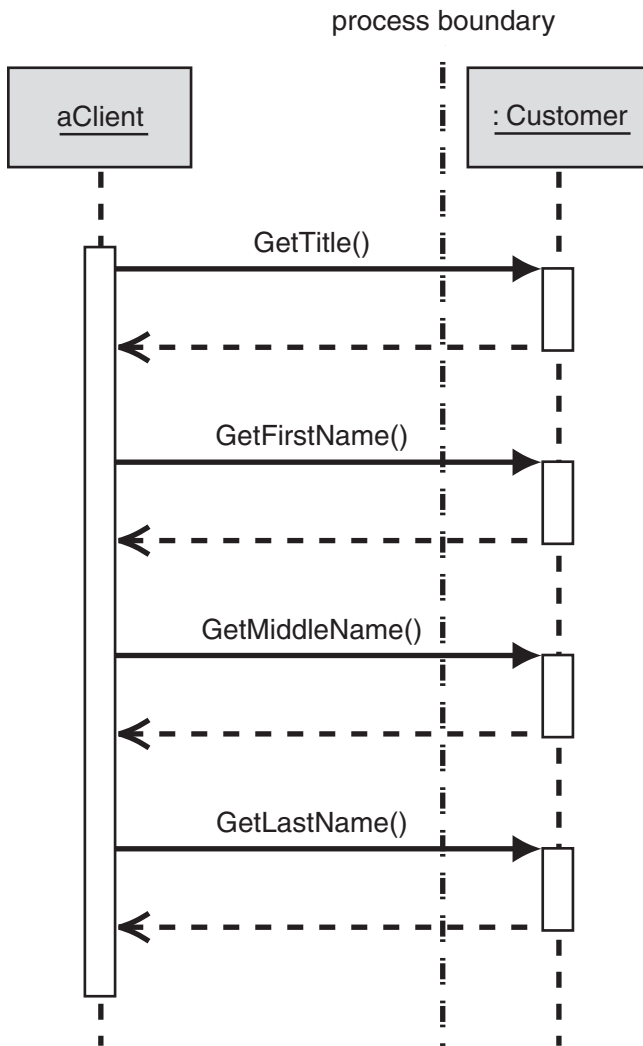 process boundary
aClient
: Customer
GetTitle()
GetFirstName()
GetMiddleName()
GetLastName()